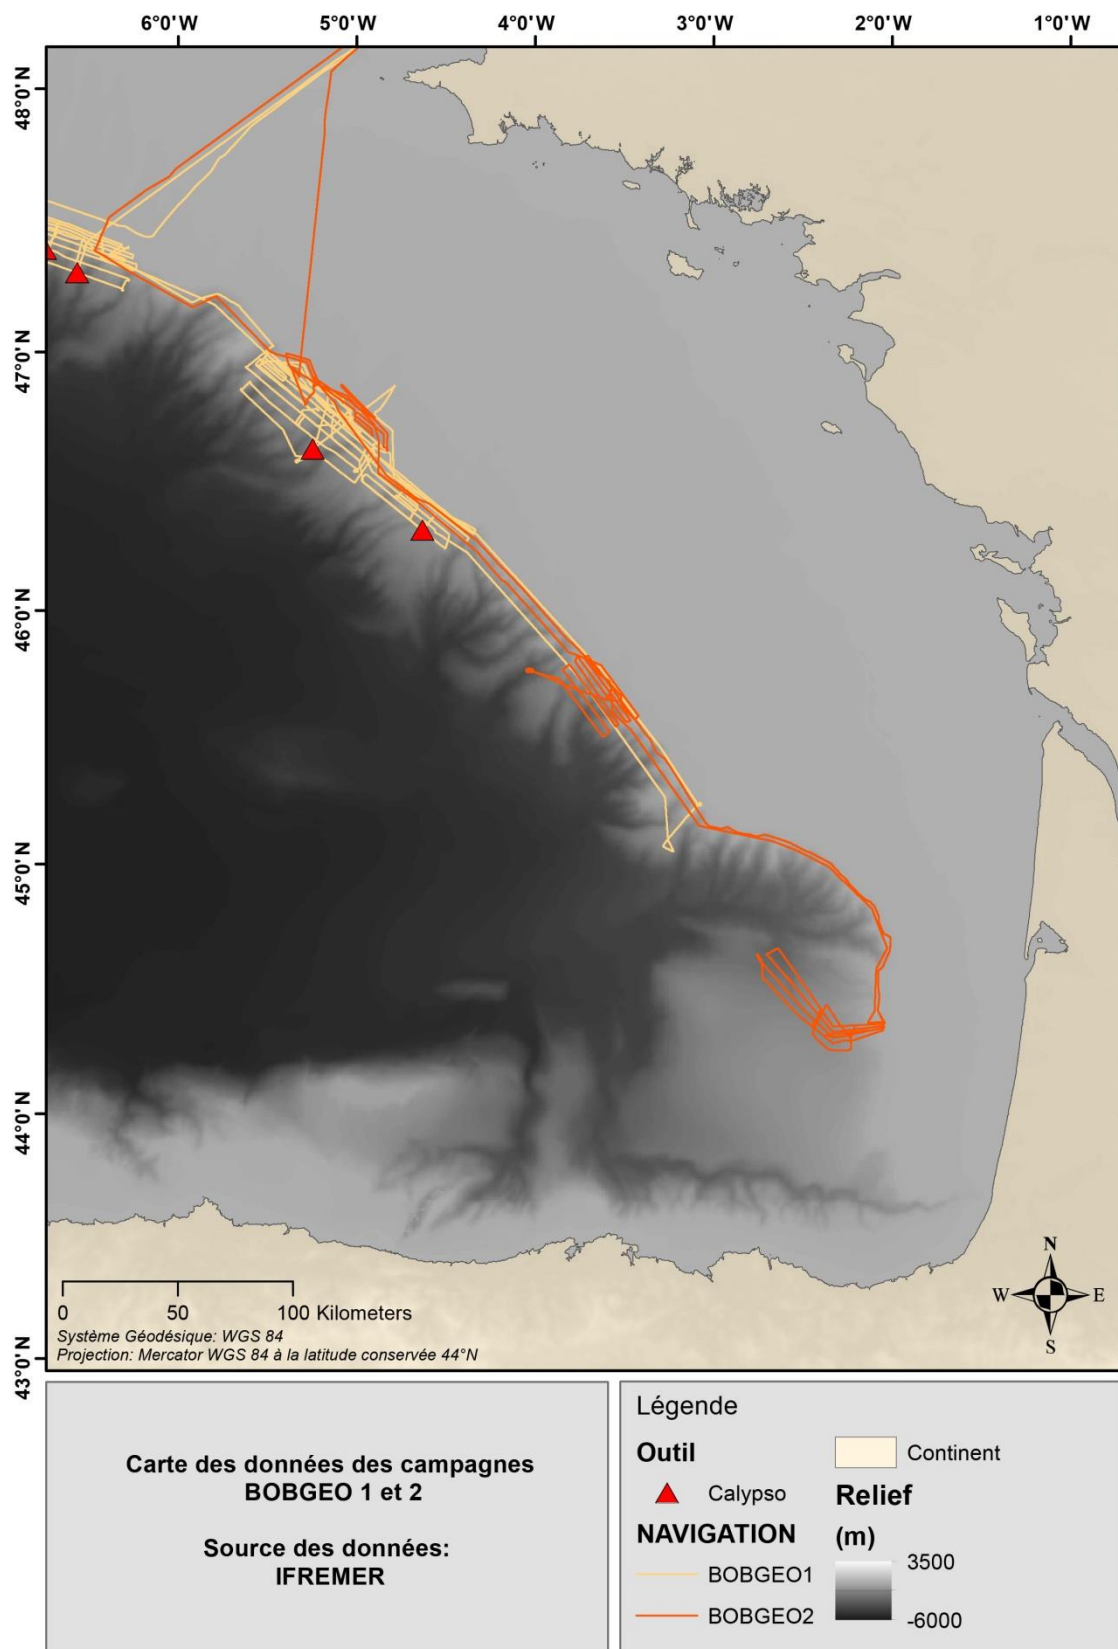 6°0'W 5°0'W 4°0'W 3°0'W 2°0'W 1°0'W
48°0'N
47°0'N
46°0'N
45°0'N
44°0'N
43°0'N
N
W E
S
0 50 100 Kilometers
Système Géodésique: WGS 84
Projection: Mercator WGS 84 à la latitude conservée 44°N
Carte des données des campagnes
BOBGEO 1 et 2
Source des données:
IFREMER
Légende
Outil
Calypso
NAVIGATION
BOBGEO1
BOBGEO2
Continent
Relief
(m)
3500
-6000